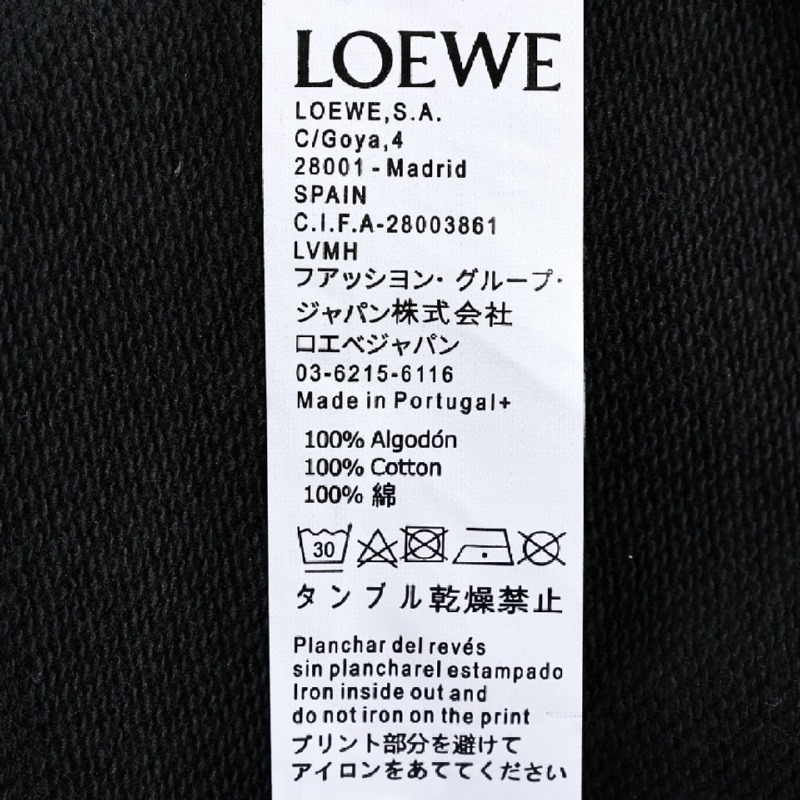 LOEWE
LOEWE,S.A.
C/Goya,4
28001-Madrid
SPAIN
C.I.F.A-28003861
LVMH
フアッシヨン・グループ・
ジャパン株式会社
ロエベジャパン
03-6215-6116
Made in Portugal+
100% Algodón
100% Cotton
100% 綿
30
タンブル乾燥禁止
Planchar del revés
sin plancharel estampado
Iron inside out and
do not iron on the print
プリント部分を避けて
アイロンをあててください